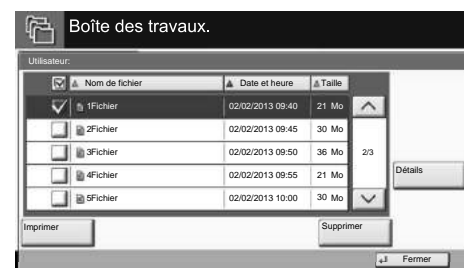 Boîte des travaux.
Utilisateur:
Nom de fichier Date et heure Taille
1Fichier 02/02/2013 09:40 21 Mo
2Fichier 02/02/2013 09:45 30 Mo
3Fichier 02/02/2013 09:50 36 Mo 2/3
4Fichier 02/02/2013 09:55 21 Mo
Détails
5Fichier 02/02/2013 10:00 30 Mo
Imprimer Supprimer
Fermer